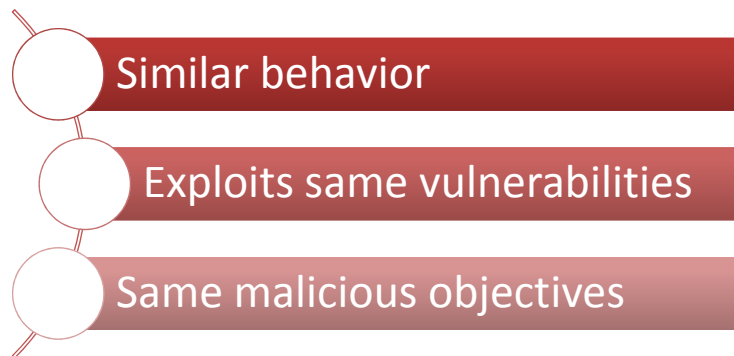 Similar behavior
Exploits same vulnerabilities
Same malicious objectives